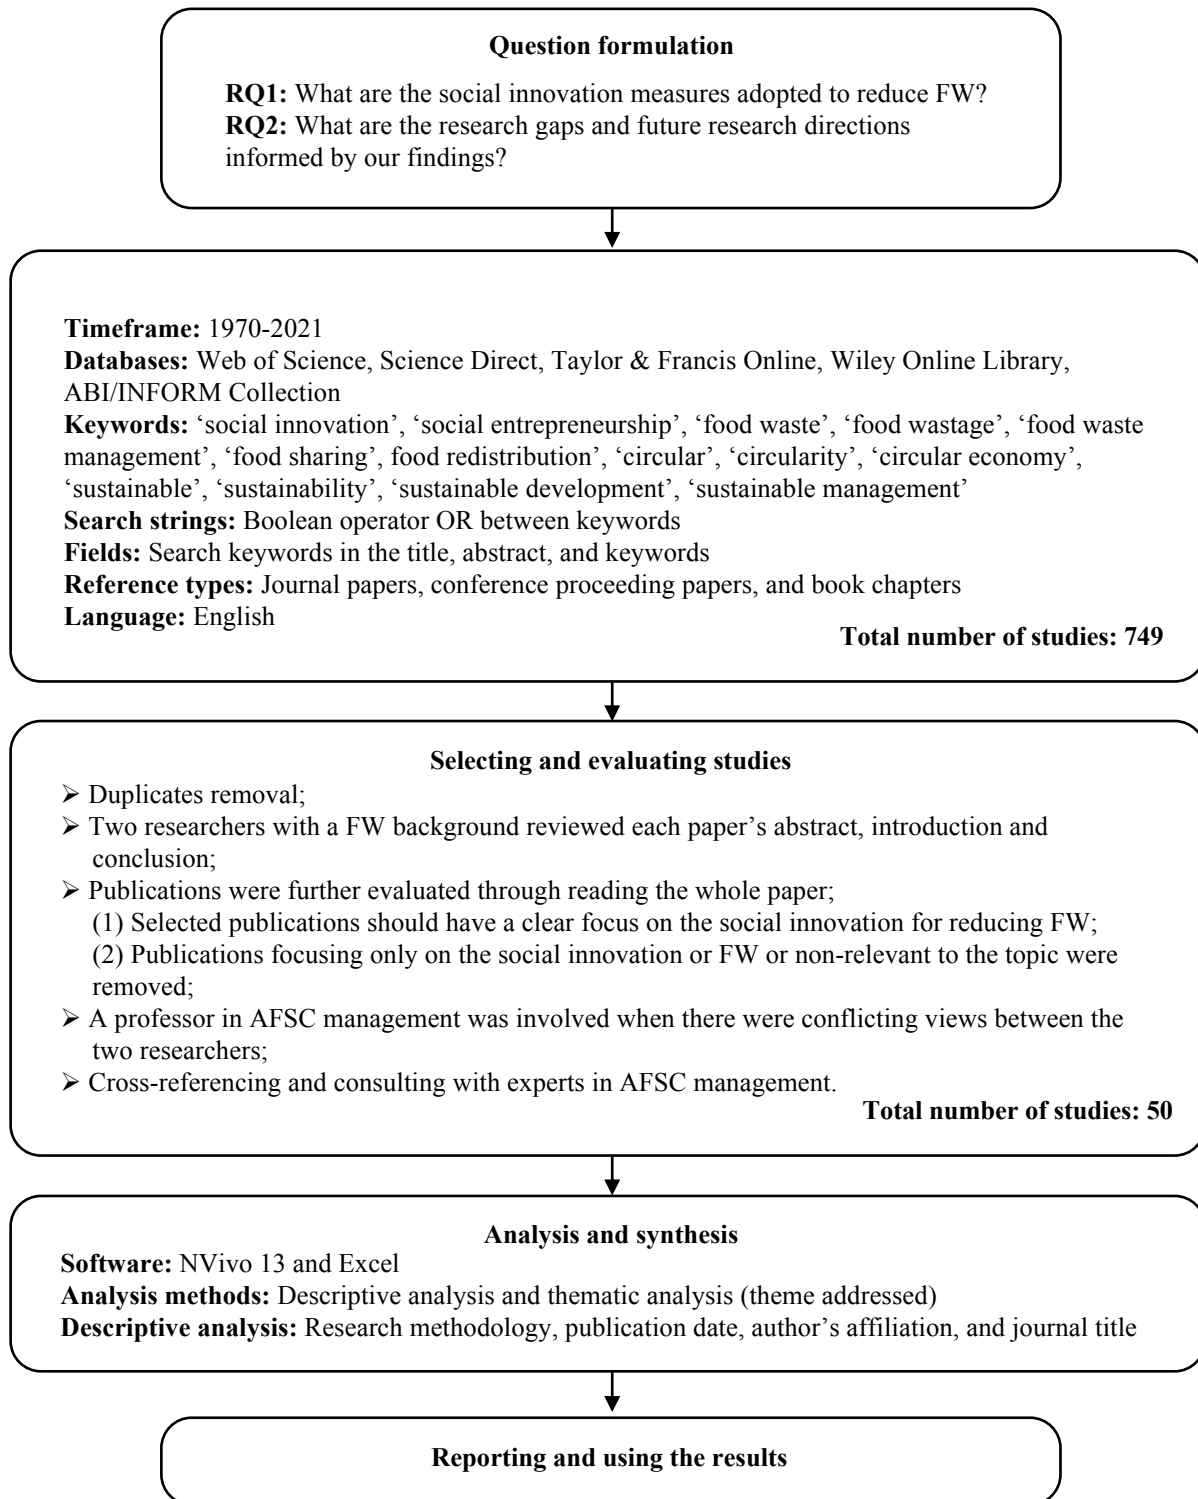 Question formulation
RQ1: What are the social innovation measures adopted to reduce FW?
RQ2: What are the research gaps and future research directions
informed by our findings?
Timeframe: 1970-2021
Databases: Web of Science, Science Direct, Taylor & Francis Online, Wiley Online Library,
ABI/INFORM Collection
Keywords: ‘social innovation’, ‘social entrepreneurship’, ‘food waste’, ‘food wastage’, ‘food waste
management’, ‘food sharing’, food redistribution’, ‘circular’, ‘circularity’, ‘circular economy’,
‘sustainable’, ‘sustainability’, ‘sustainable development’, ‘sustainable management’
Search strings: Boolean operator OR between keywords
Fields: Search keywords in the title, abstract, and keywords
Reference types: Journal papers, conference proceeding papers, and book chapters
Language: English
Total number of studies: 749
Selecting and evaluating studies
➢ Duplicates removal;
➢ Two researchers with a FW background reviewed each paper’s abstract, introduction and
conclusion;
➢ Publications were further evaluated through reading the whole paper;
(1) Selected publications should have a clear focus on the social innovation for reducing FW;
(2) Publications focusing only on the social innovation or FW or non-relevant to the topic were
removed;
➢ A professor in AFSC management was involved when there were conflicting views between the
two researchers;
➢ Cross-referencing and consulting with experts in AFSC management.
Total number of studies: 50
Analysis and synthesis
Software: NVivo 13 and Excel
Analysis methods: Descriptive analysis and thematic analysis (theme addressed)
Descriptive analysis: Research methodology, publication date, author’s affiliation, and journal title
Reporting and using the results